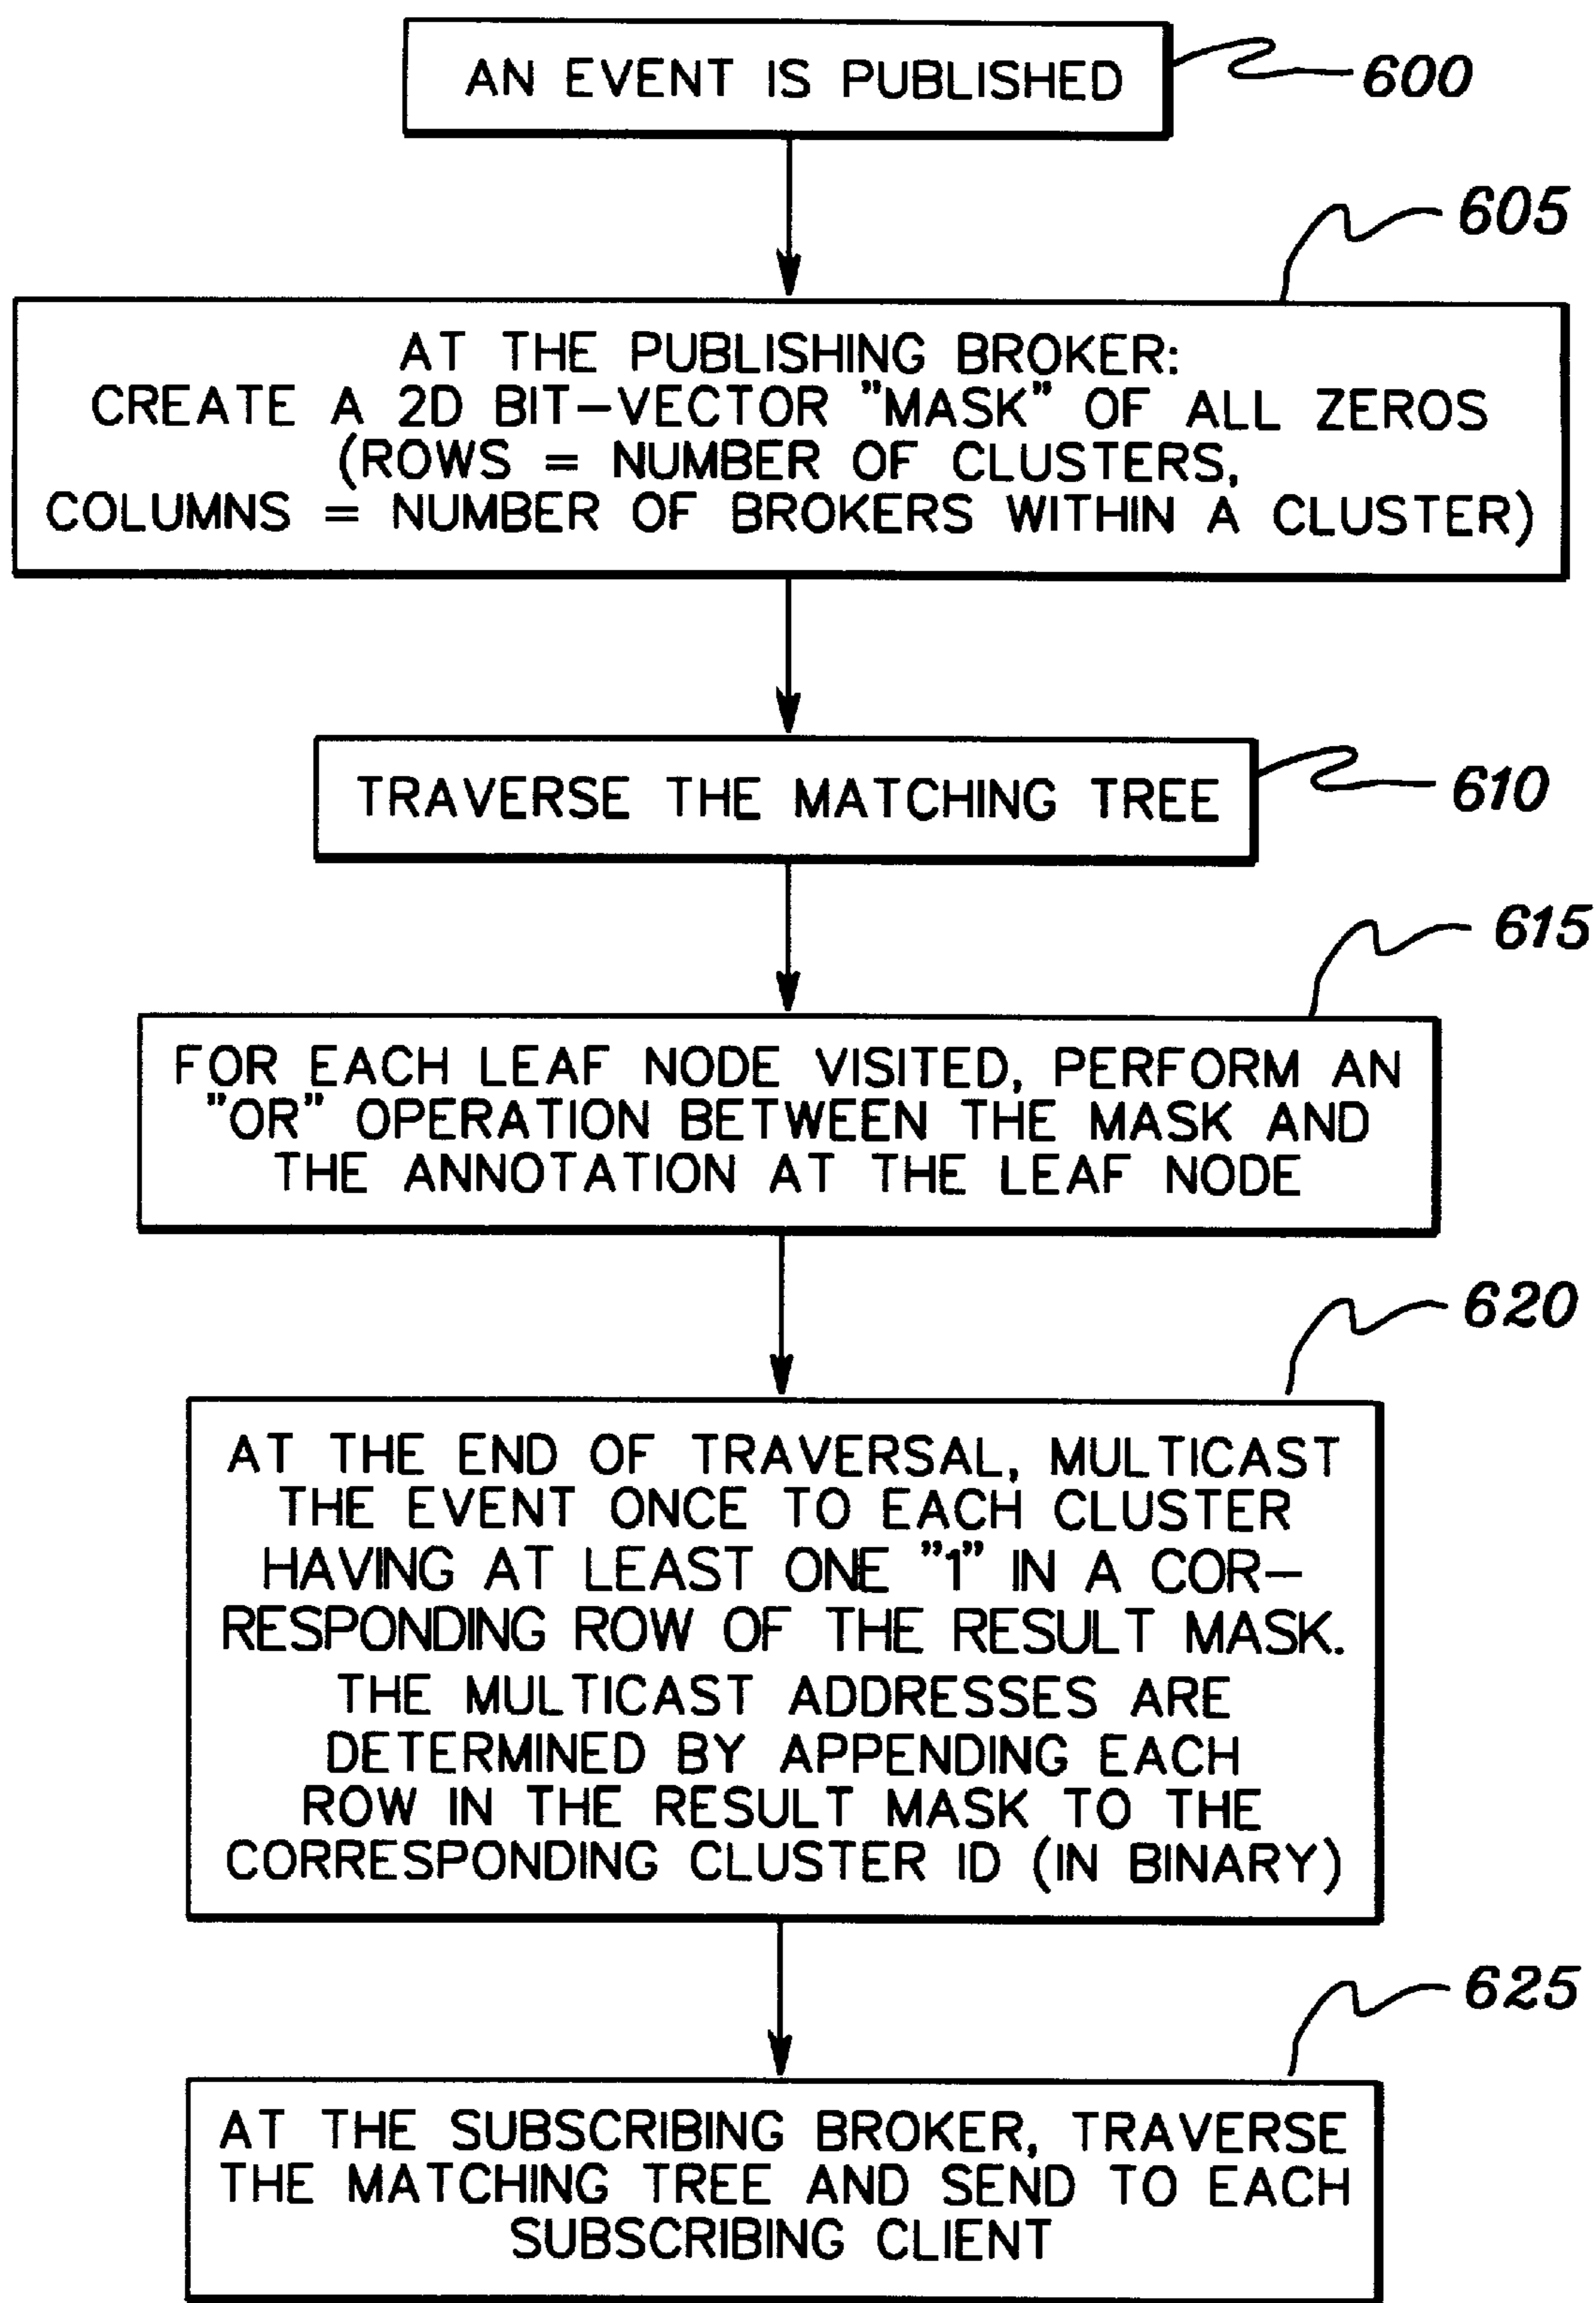 AN EVENT IS PUBLISHED
600
605
AT THE PUBLISHING BROKER:
CREATE A 2D BIT-VECTOR "MASK" OF ALL ZEROS
(ROWS = NUMBER OF CLUSTERS,
COLUMNS = NUMBER OF BROKERS WITHIN A CLUSTER)
TRAVERSE THE MATCHING TREE
610
615
FOR EACH LEAF NODE VISITED, PERFORM AN
"OR" OPERATION BETWEEN THE MASK AND
THE ANNOTATION AT THE LEAF NODE
620
AT THE END OF TRAVERSAL, MULTICAST
THE EVENT ONCE TO EACH CLUSTER
HAVING AT LEAST ONE "1" IN A COR-
RESPONDING ROW OF THE RESULT MASK.
THE MULTICAST ADDRESSES ARE
DETERMINED BY APPENDING EACH
ROW IN THE RESULT MASK TO THE
CORRESPONDING CLUSTER ID (IN BINARY)
625
AT THE SUBSCRIBING BROKER, TRAVERSE
THE MATCHING TREE AND SEND TO EACH
SUBSCRIBING CLIENT